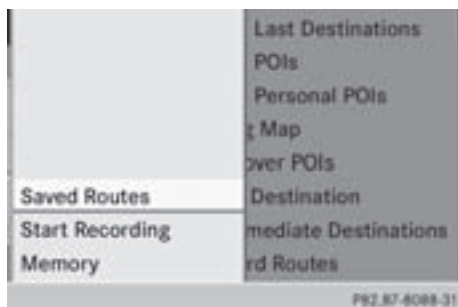 Last Destinations
POIs
Personal POIs
Map
over POIs
Saved Routes
Destination
Start Recording
mediate Destinations
Memory
rd Routes
P82.87-8088-31